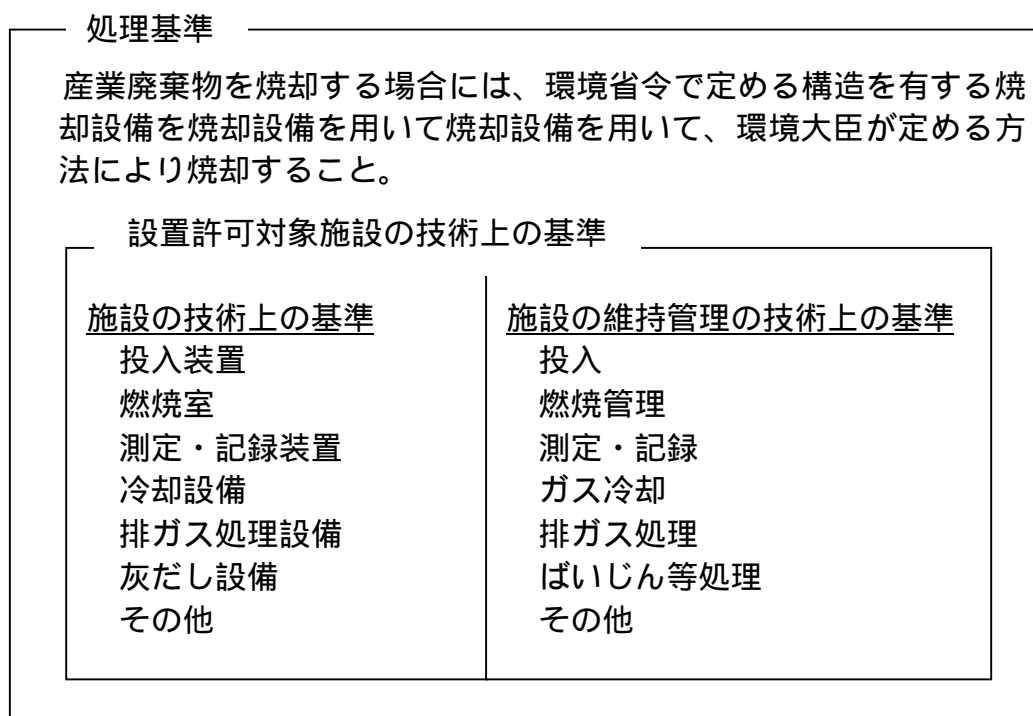 処理基準
産業廃棄物を焼却する場合には、環境省令で定める構造を有する焼
却設備を焼却設備を用いて焼却設備を用いて、環境大臣が定める方
法により焼却すること。
設置許可対象施設の技術上の基準
施設の技術上の基準
投入装置
燃焼室
測定・記録装置
冷却設備
排ガス処理設備
灰だし設備
その他
施設の維持管理の技術上の基準
投入
燃焼管理
測定・記録
ガス冷却
排ガス処理
ばいじん等処理
その他